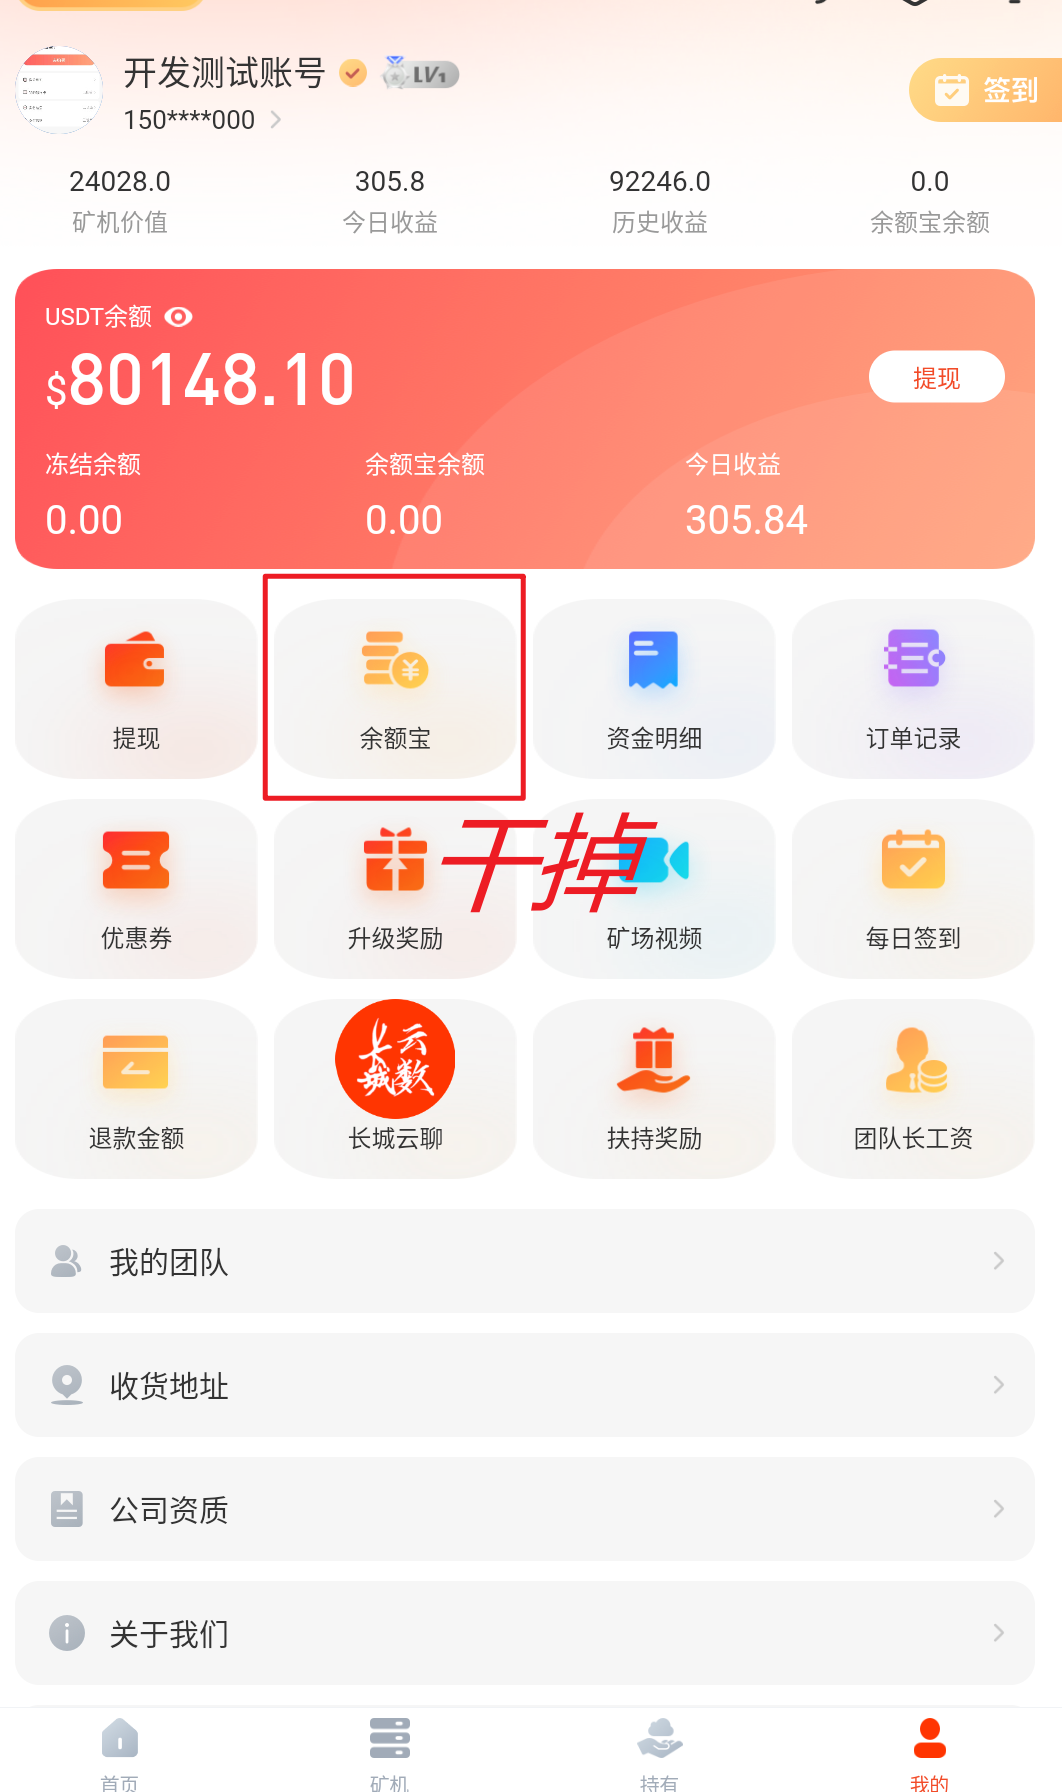 开发测试账号
LV1
150****000
签到
24028.0
305.8
92246.0
0.0
矿机价值
今日收益
历史收益
余额宝余额
USDT余额
$80148.10
提现
冻结余额
余额宝余额
今日收益
0.00
0.00
305.84
提现
余额宝
资金明细
订单记录
干掉
优惠券
升级奖励
矿场视频
每日签到
长城云数
退款金额
长城云聊
扶持奖励
团队长工资
我的团队
收货地址
公司资质
关于我们
首页
矿机
持有
我的